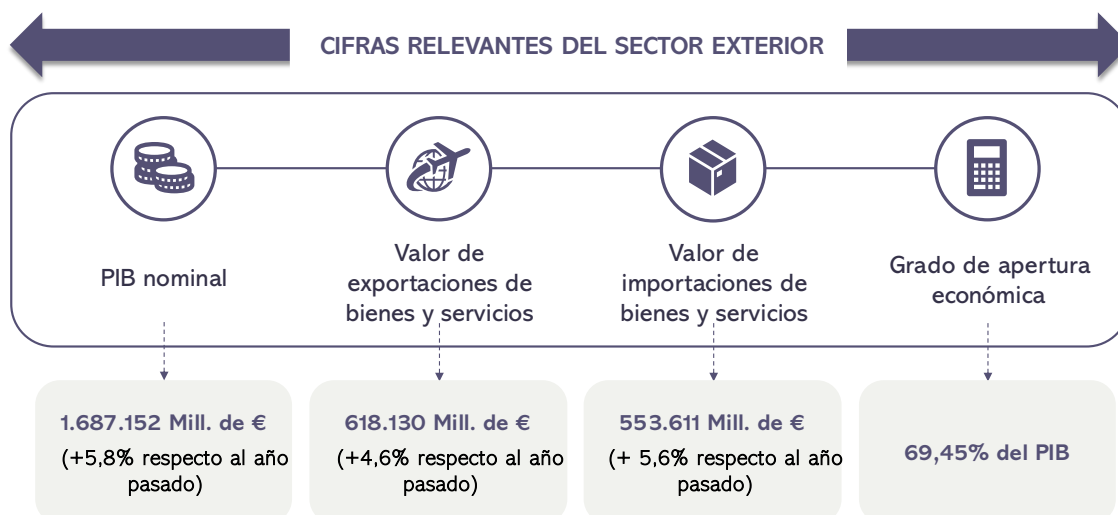 CIFRAS RELEVANTES DEL SECTOR EXTERIOR
PIB nominal
Valor de
exportaciones de
bienes y servicios
Valor de
importaciones de
bienes y servicios
Grado de apertura
económica
1.687.152 Mill. de €
(+5,8% respecto al año
pasado)
618.130 Mill. de €
(+4,6% respecto al año
pasado)
553.611 Mill. de €
(+ 5,6% respecto al año
pasado)
69,45% del PIB